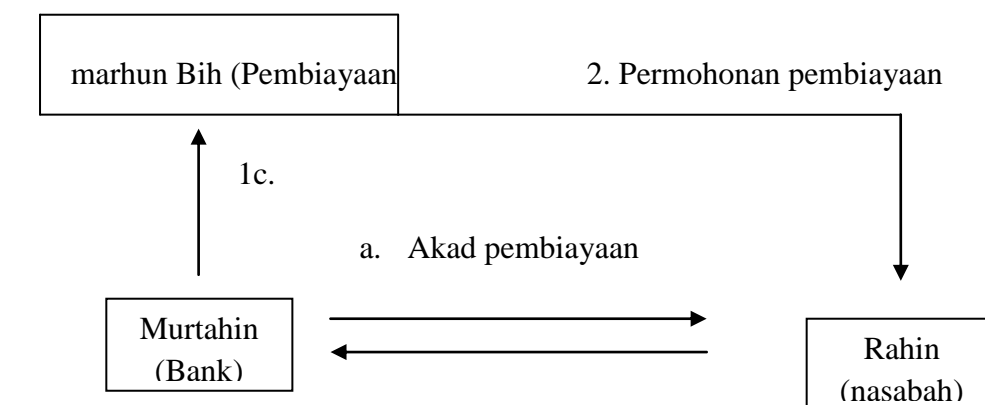 marhun Bih (Pembiayaan
2. Permohonan pembiayaan
1c.
a. Akad pembiayaan
Murtahin
(Bank)
Rahin
(nasabah)